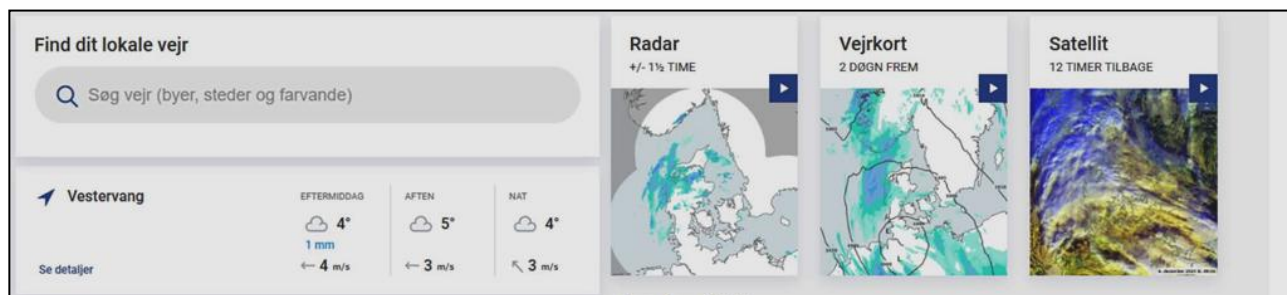 Find dit lokale vejr
Søg vejr (byer, steder og farvande)
Vestervang
EFTERMIDDAG
4°
1 mm
4 m/s
AFTEN
5°
3 m/s
NAT
4°
3 m/s
Se detaljer
Radar
+/- 1½ TIME
Vejrkort
2 DØGN FREM
Satellit
12 TIMER TILBAGE